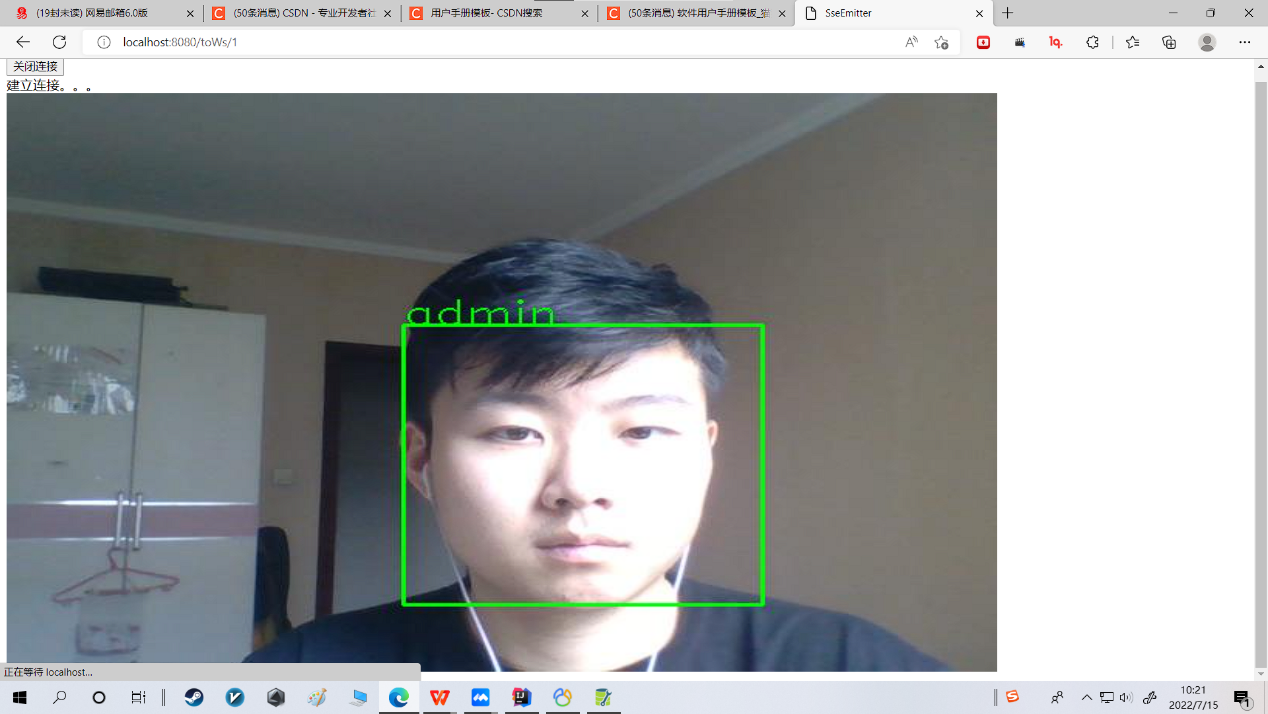 (19封未读) 网易邮箱6.0版
(50条消息) CSDN - 专业开发者社
用户手册模板- CSDN搜索
(50条消息) 软件用户手册模板_猿
SseEmitter
localhost:8080/toWs/1
关闭连接
建立连接。。。
admin
正在等待 localhost...
10:21
2022/7/15